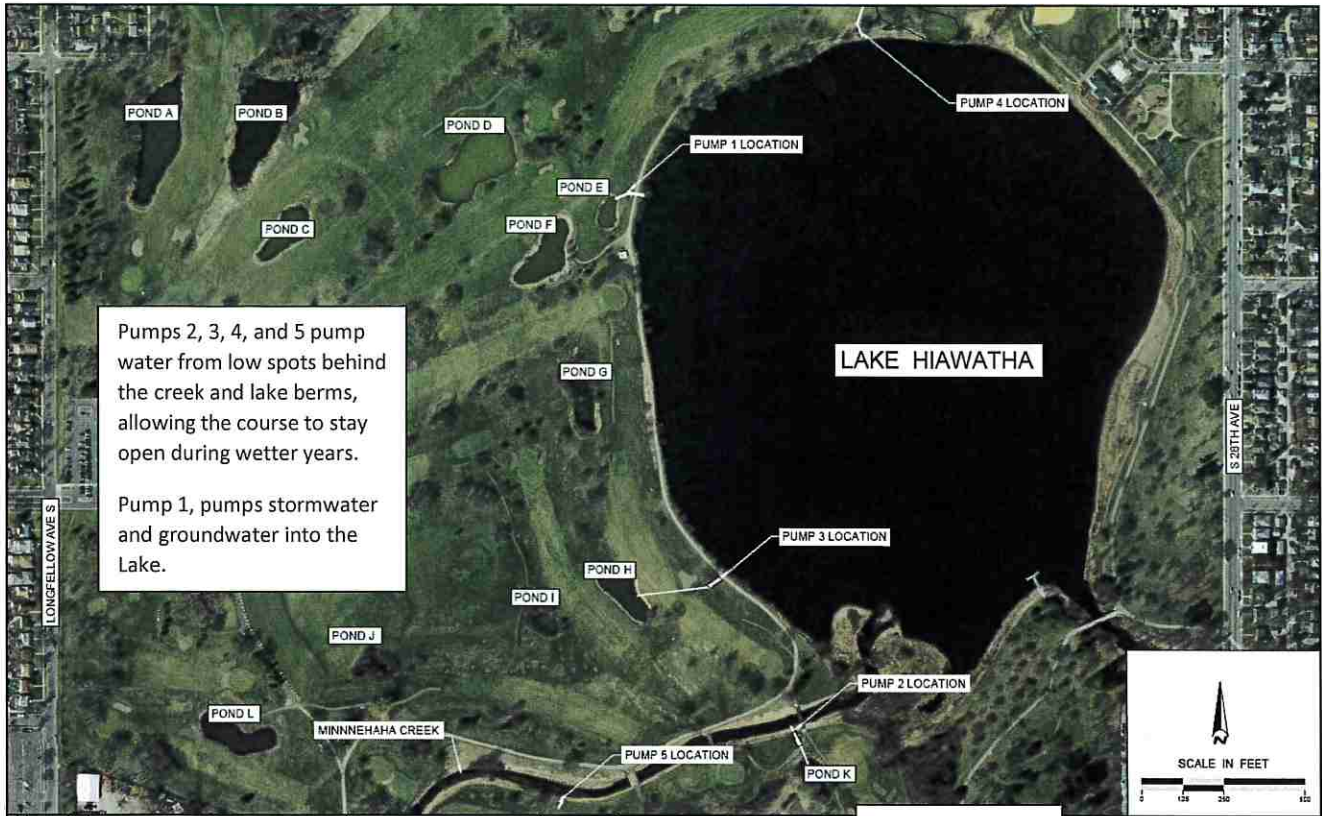 PUMP 4 LOCATION
POND A
POND B
POND D
PUMP 1 LOCATION
POND E
POND C
POND F
Pumps 2, 3, 4, and 5 pump
water from low spots behind
the creek and lake berms,
allowing the course to stay
open during wetter years.
Pump 1, pumps stormwater
and groundwater into the
Lake.
LAKE HIAWATHA
POND G
S 28TH AVE
LONGFELLOW AVE S
PUMP 3 LOCATION
POND H
POND I
POND J
PUMP 2 LOCATION
POND L
MINNNEHAHA CREEK
PUMP 5 LOCATION
POND K
N
SCALE IN FEET
0 125 250 500